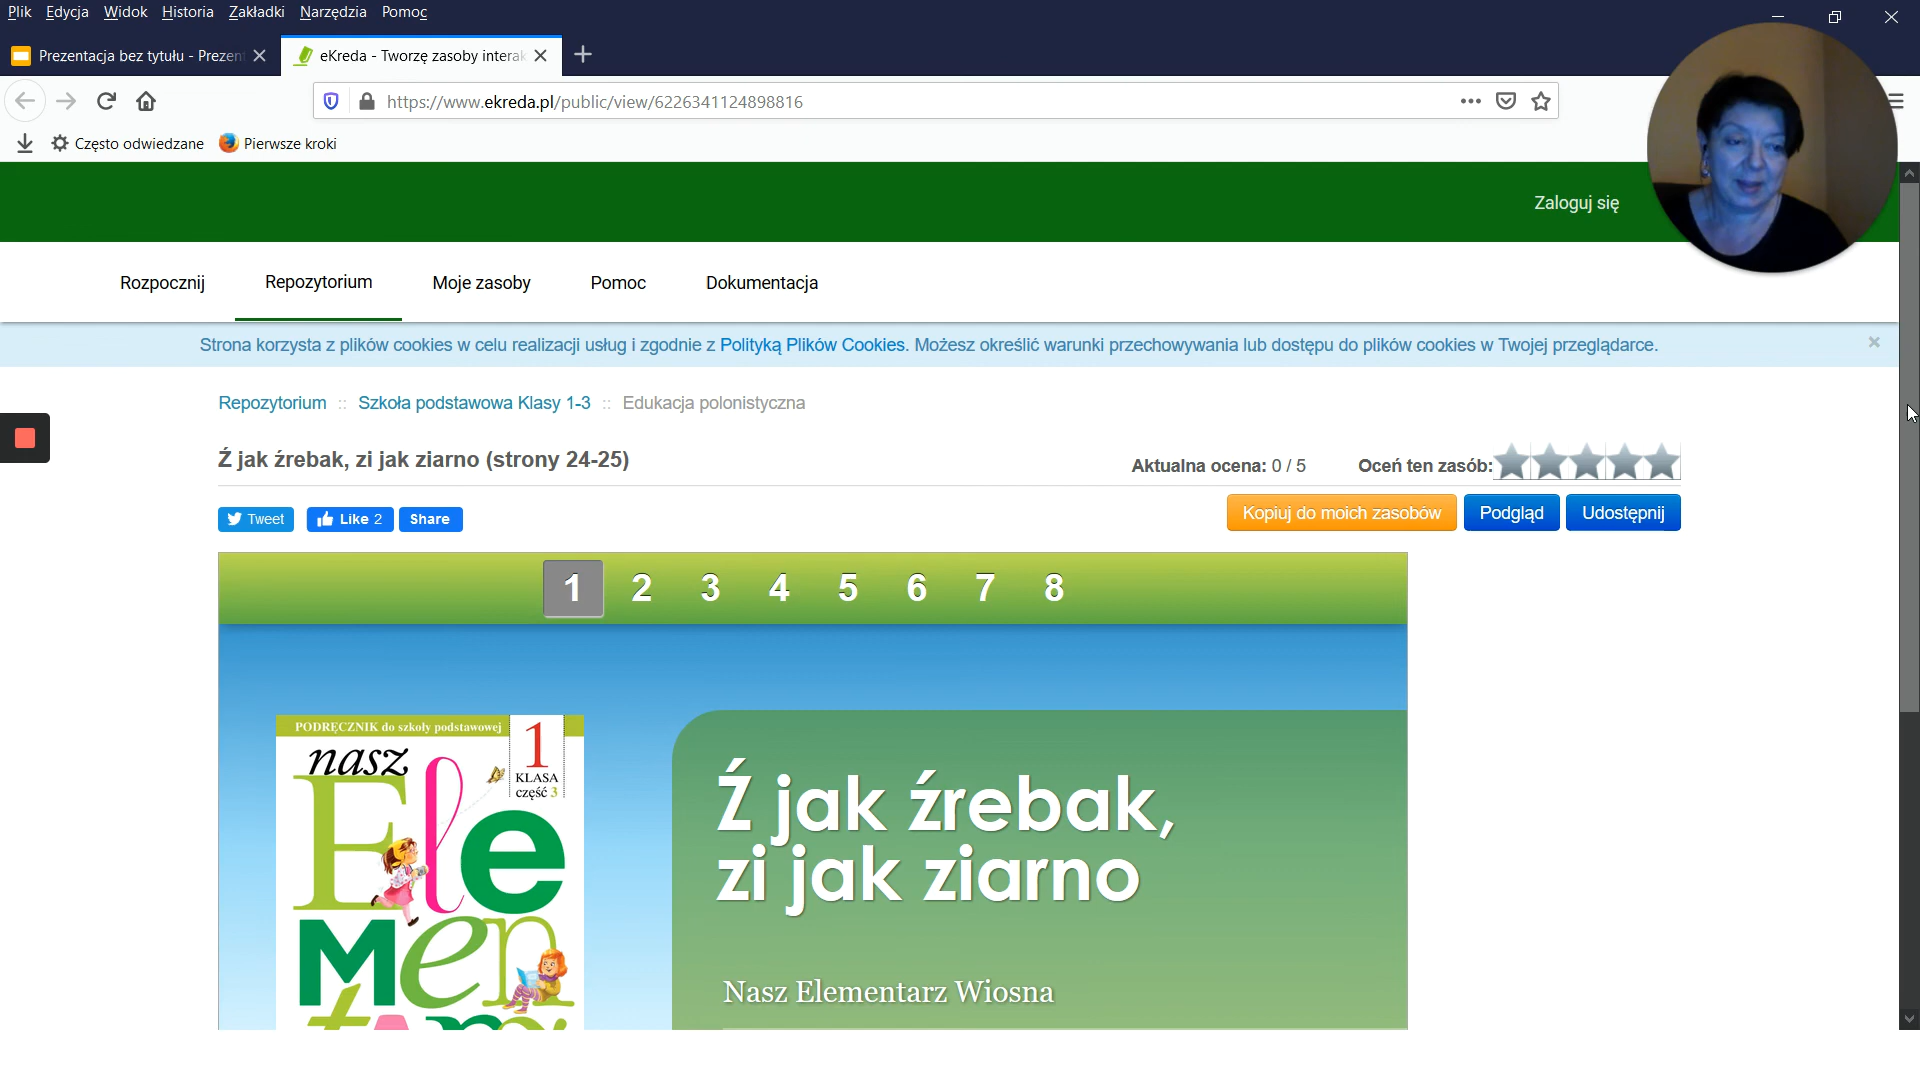 Plik Edycja Widok Historia Zakładki Narzędzia Pomoc
Prezentacja bez tytułu - Prezen
eKreda - Tworzę zasoby interak
https://www.ekreda.pl/public/view/6226341124898816
Często odwiedzane Pierwsze kroki
Zaloguj się
Rozpocznij Repozytorium Moje zasoby Pomoc Dokumentacja
Strona korzysta z plików cookies w celu realizacji usług i zgodnie z Polityką Plików Cookies. Możesz określić warunki przechowywania lub dostępu do plików cookies w Twojej przeglądarce.
Repozytorium :: Szkoła podstawowa Klasy 1-3 :: Edukacja polonistyczna
Ź jak źrebak, zi jak ziarno (strony 24-25)
Aktualna ocena: 0 / 5 Oceń ten zasób:
Tweet Like 2 Share
Kopiuj do moich zasobów Podgląd Udostępnij
1 2 3 4 5 6 7 8
PODRĘCZNIK do szkoły podstawowej
1
KLASA
część 3
nasz
Ele
men
Ź jak źrebak,
zi jak ziarno
Nasz Elementarz Wiosna